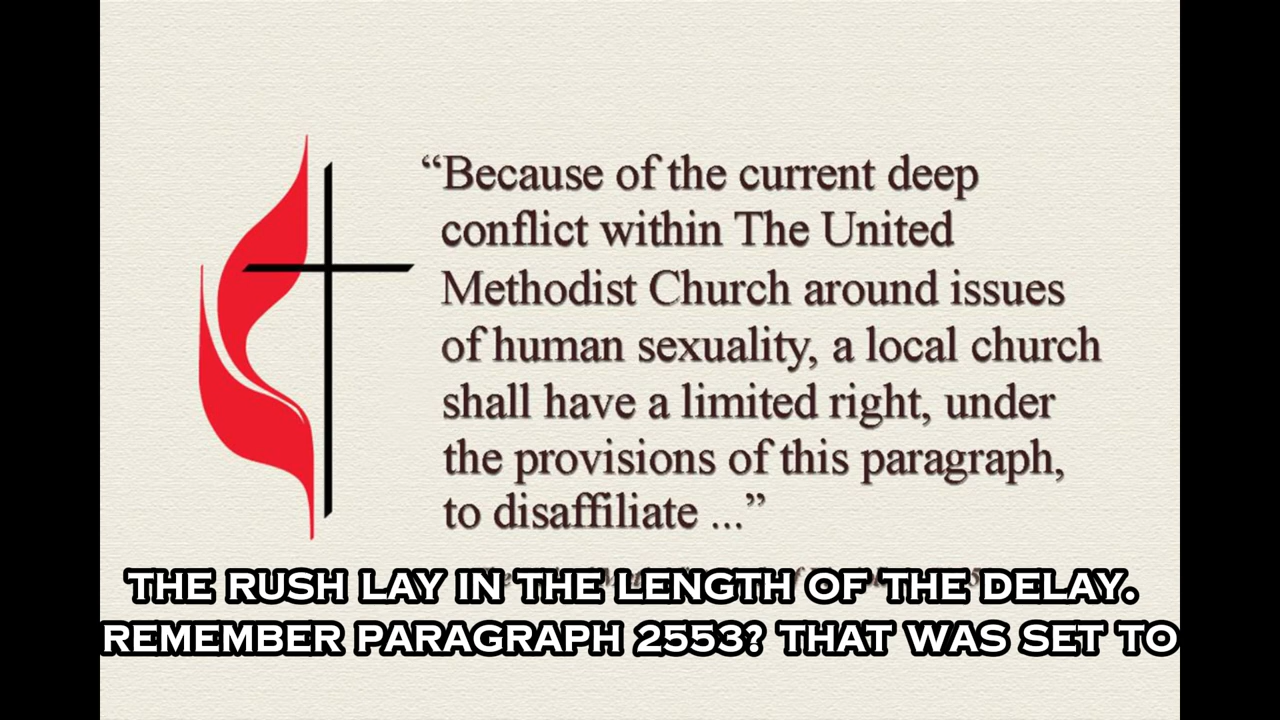 “Because of the current deep
conflict within The United
Methodist Church around issues
of human sexuality, a local church
shall have a limited right, under
the provisions of this paragraph,
to disaffiliate ...”
THE RUSH LAY IN THE LENGTH OF THE DELAY.
REMEMBER PARAGRAPH 2553? THAT WAS SET TO